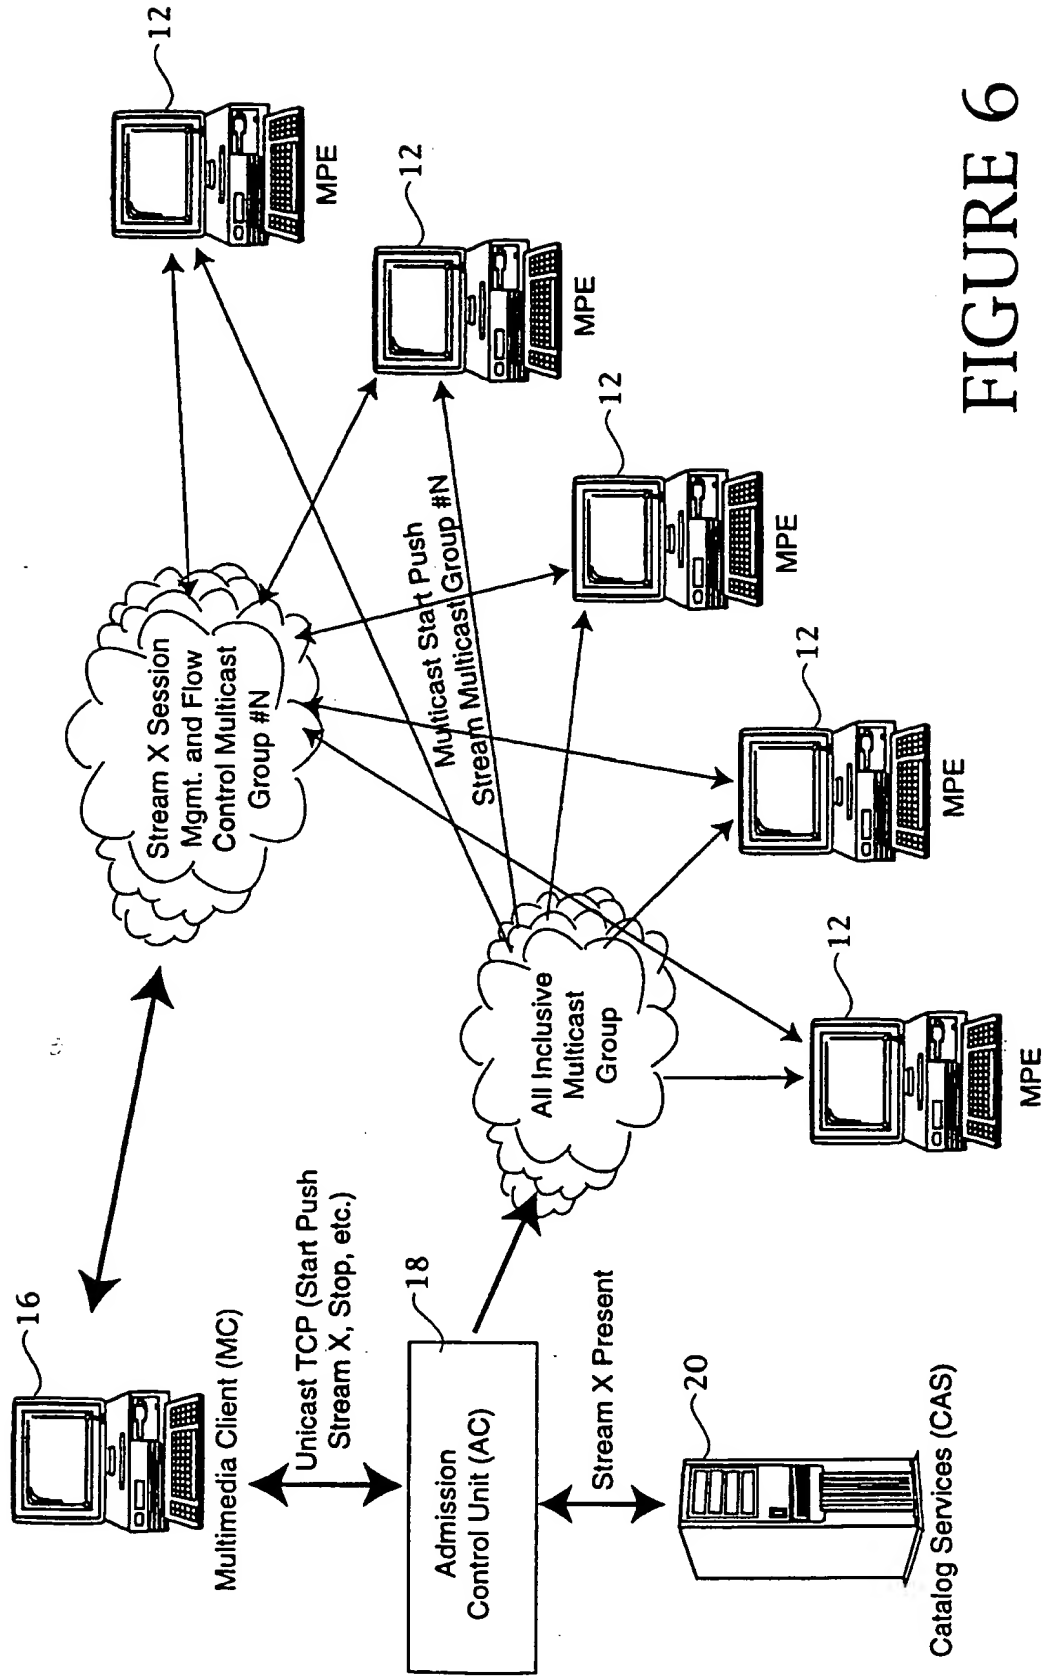 16
Multimedia Client (MC)
Unicast TCP (Start Push
Stream X, Stop, etc.)
18
Admission
Control Unit (AC)
Stream X Present
20
Catalog Services (CAS)
Stream X Session
Mgmt. and Flow
Control Multicast
Group #N
All Inclusive
Multicast
Group
Multicast Start Push
Stream Multicast Group #N
12
MPE
12
MPE
12
MPE
12
MPE
12
MPE
FIGURE 6